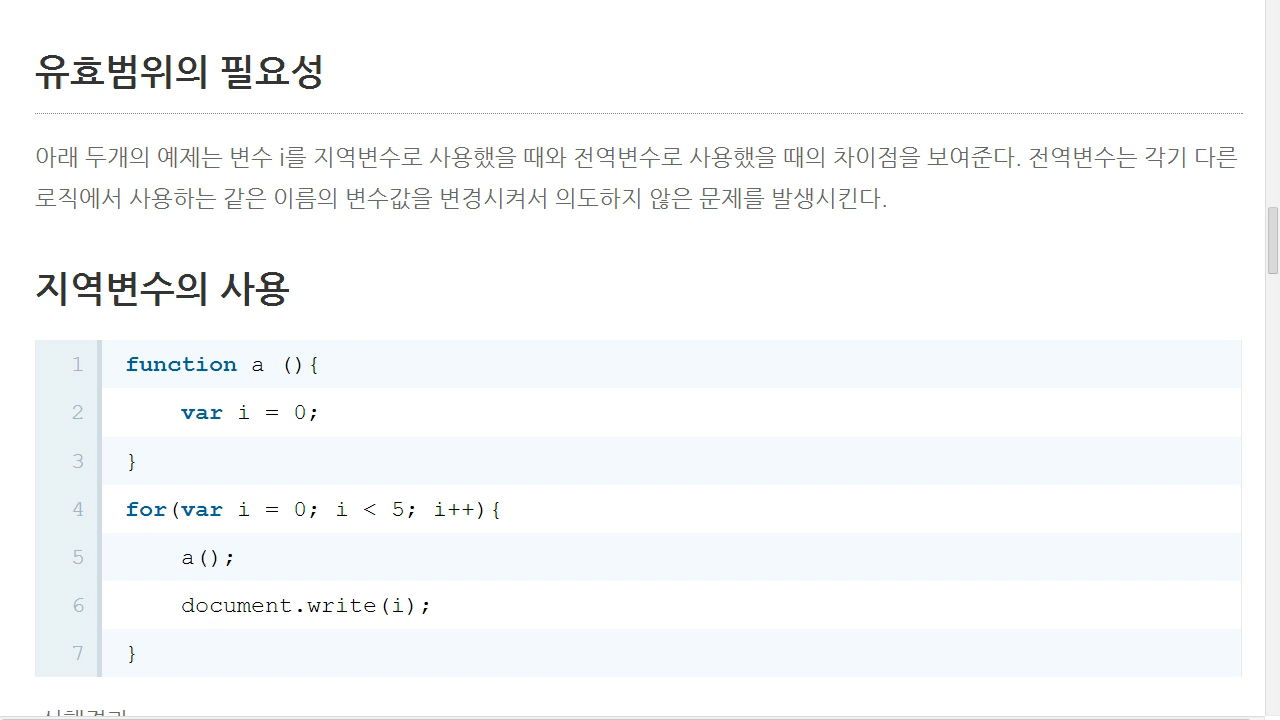 유효범위의 필요성
아래 두개의 예제는 변수 i를 지역변수로 사용했을 때와 전역변수로 사용했을 때의 차이점을 보여준다. 전역변수는 각기 다른
로직에서 사용하는 같은 이름의 변수값을 변경시켜서 의도하지 않은 문제를 발생시킨다.
지역변수의 사용
1 function a (){
2 var i = 0;
3 }
4 for(var i = 0; i < 5; i++){
5 a();
6 document.write(i);
7 }